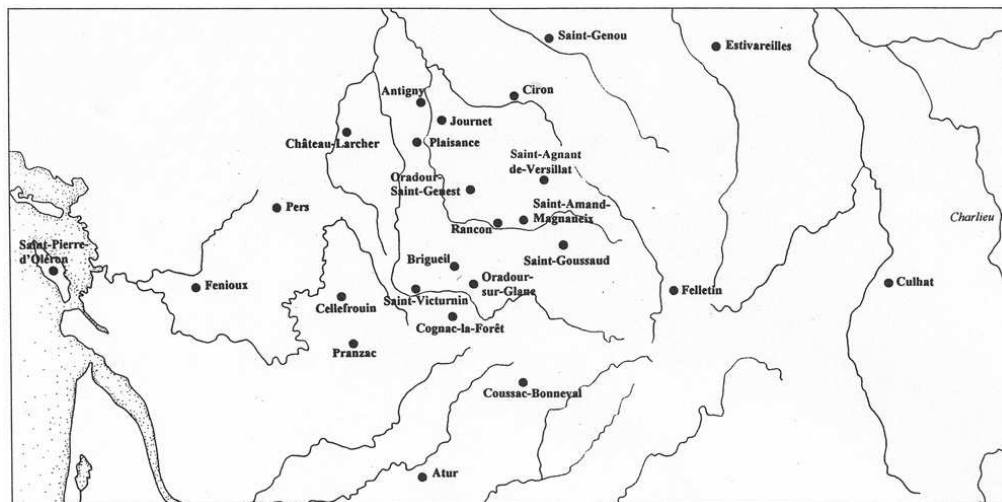 Saint-Genou
Estivareilles
Antigny
Ciron
Journet
Château-Larcher
Plaisance
Saint-Agnant
de-Versillat
Oradour-
Saint-Genest
Pers
Saint-Amand-
Magnaneix
Rancon
Charlieu
Saint-Pierre-
d'Oléron
Saint-Goussaud
Brigueil
Oradour-
sur-Glane
Fenioux
Cellefrouin
Saint-Victurnin
Felletin
Culhat
Cognac-la-Forêt
Pranzac
Coussac-Bonneval
Atur